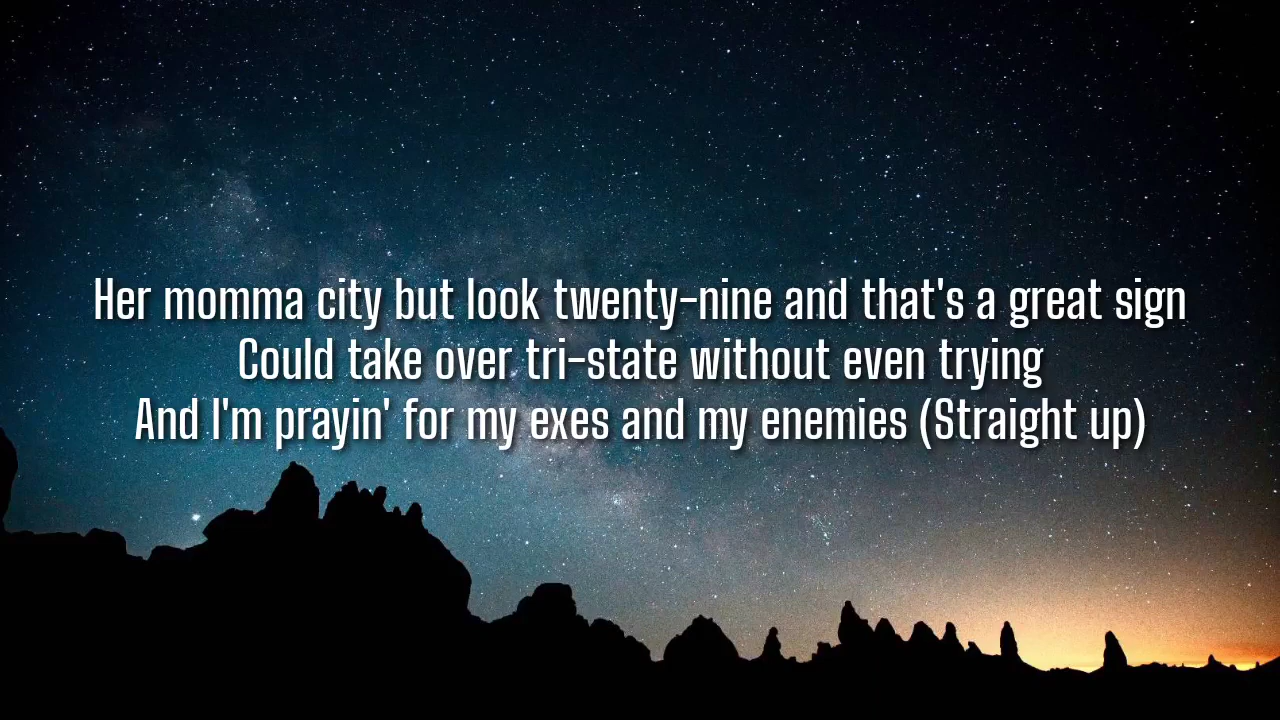 Her momma city but look twenty-nine and that's a great sign
Could take over tri-state without even trying
And I'm prayin' for my exes and my enemies (Straight up)